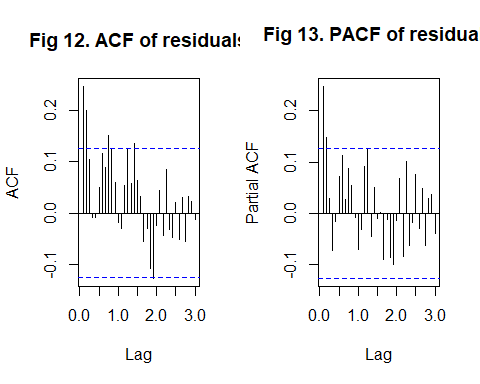 Fig 12. ACF of residuals
ACF
0.2
0.1
0.0
-0.1
0.0 1.0 2.0 3.0
Lag
Fig 13. PACF of residua
Partial ACF
0.2
0.1
0.0
-0.1
0.0 1.0 2.0 3.0
Lag